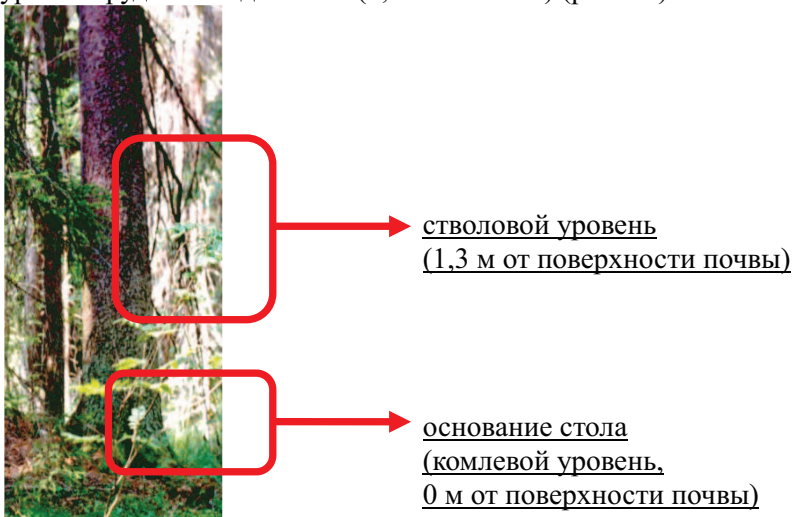 стволовой уровень
(1,3 м от поверхности почвы)
основание стола
(комлевой уровень,
0 м от поверхности почвы)